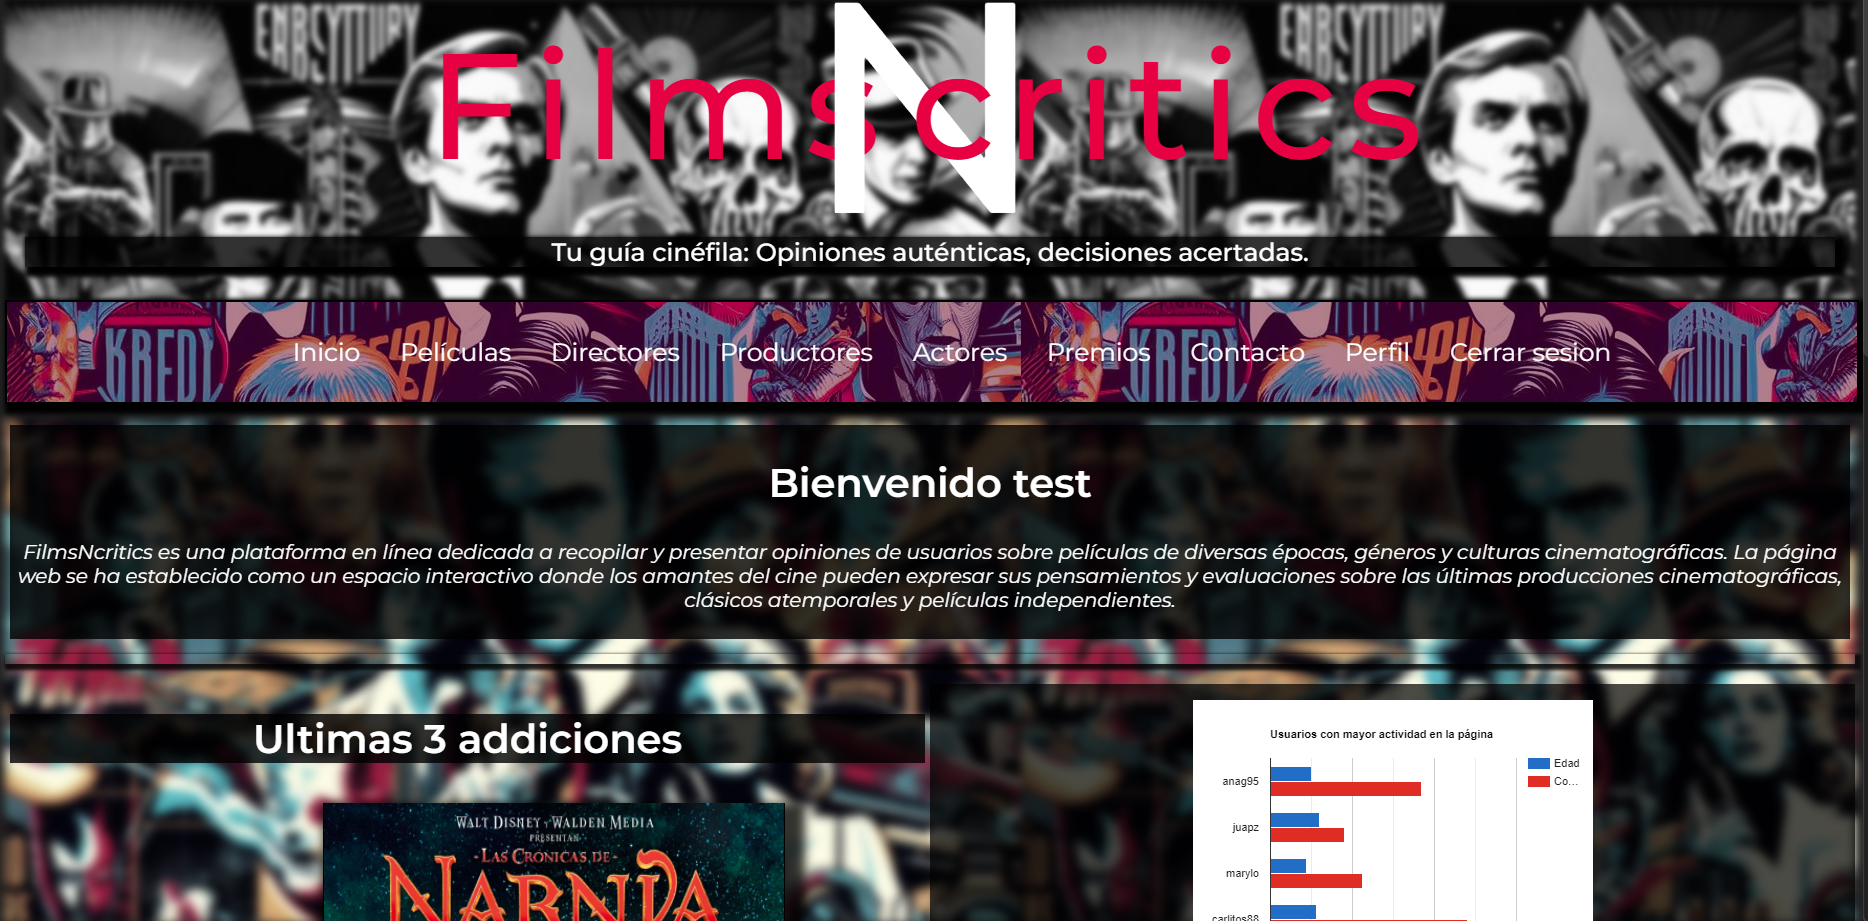 FilmsNcritics
Tu guía cinéfila: Opiniones auténticas, decisiones acertadas.
Inicio Películas Directores Productores Actores Premios Contacto Perfil Cerrar sesion
KREDY
Bienvenido test
FilmsNcritics es una plataforma en línea dedicada a recopilar y presentar opiniones de usuarios sobre películas de diversas épocas, géneros y culturas cinematográficas. La página
web se ha establecido como un espacio interactivo donde los amantes del cine pueden expresar sus pensamientos y evaluaciones sobre las últimas producciones cinematográficas,
clásicos atemporales y películas independientes.
Ultimas 3 addiciones
WALT DISNEY Y WALDEN MEDIA
PRESENTAN
LAS CRÓNICAS DE
NARNIA
Usuarios con mayor actividad en la página
Edad
Co...
anag95
juapz
marylo
carlitos88